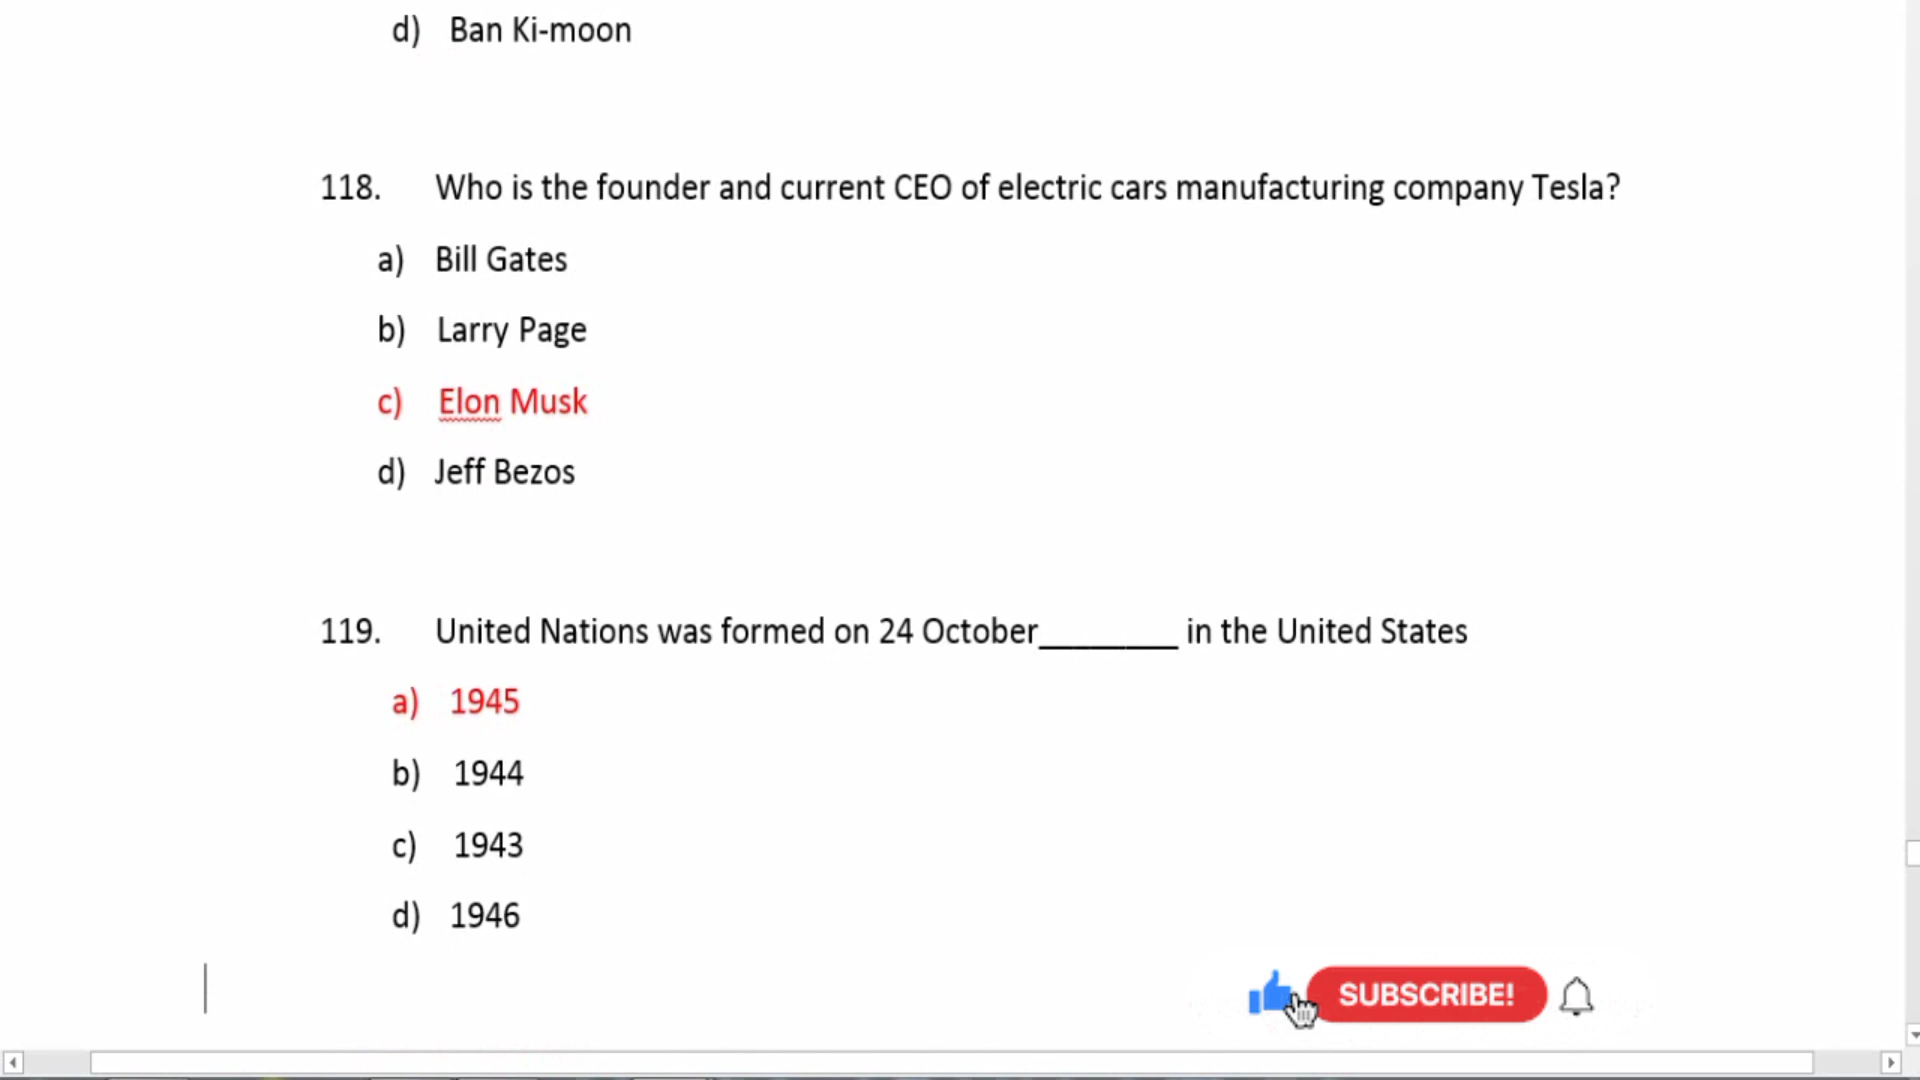 d) Ban Ki-moon
118. Who is the founder and current CEO of electric cars manufacturing company Tesla?
a) Bill Gates
b) Larry Page
c) Elon Musk
d) Jeff Bezos
119. United Nations was formed on 24 October________ in the United States
a) 1945
b) 1944
c) 1943
d) 1946
SUBSCRIBE!